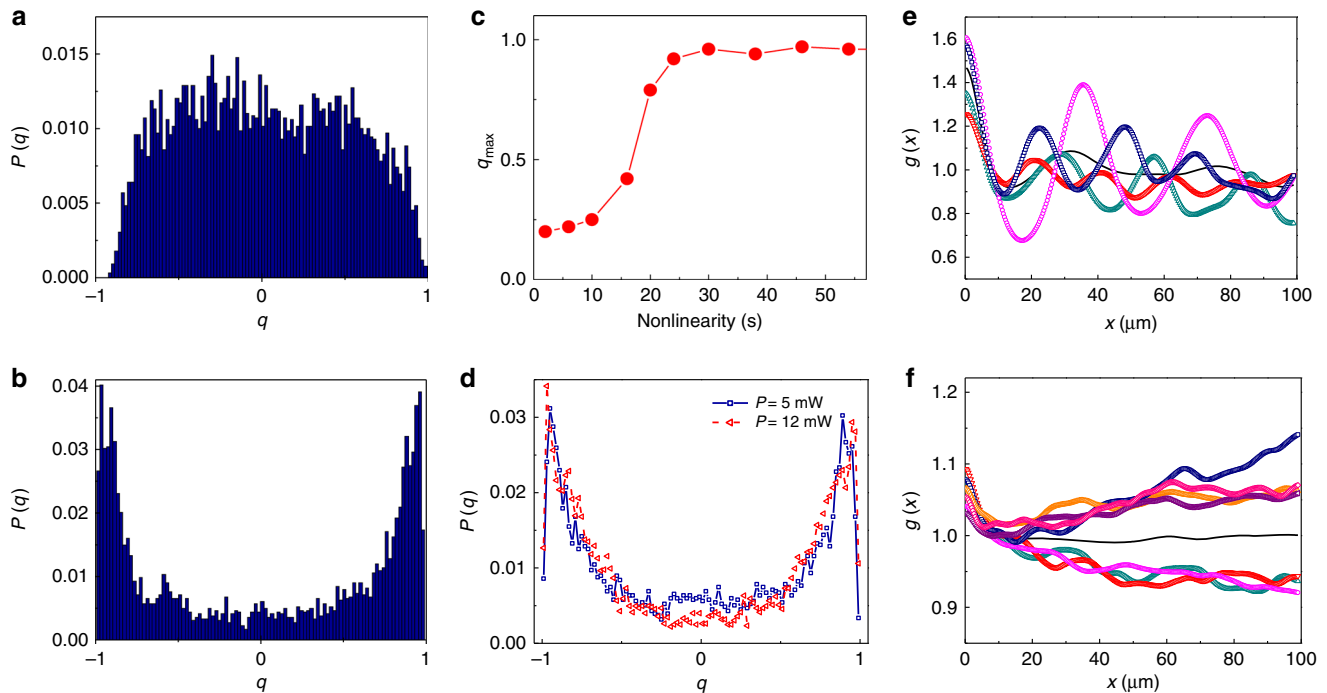 a
P (q)
0.015
0.010
0.005
0.000
−1
0
1
q
b
P (q)
0.04
0.03
0.02
0.01
0.00
−1
0
1
q
c
q max
1.0
0.5
0.0
0
10
20
30
40
50
Nonlinearity (s)
d
P (q)
0.03
0.02
0.01
0.00
P = 5 mW
P = 12 mW
−1
0
1
q
e
g (x)
1.6
1.4
1.2
1.0
0.8
0.6
0
20
40
60
80
100
x (μm)
f
g (x)
1.2
1.1
1.0
0.9
0
20
40
60
80
100
x (μm)